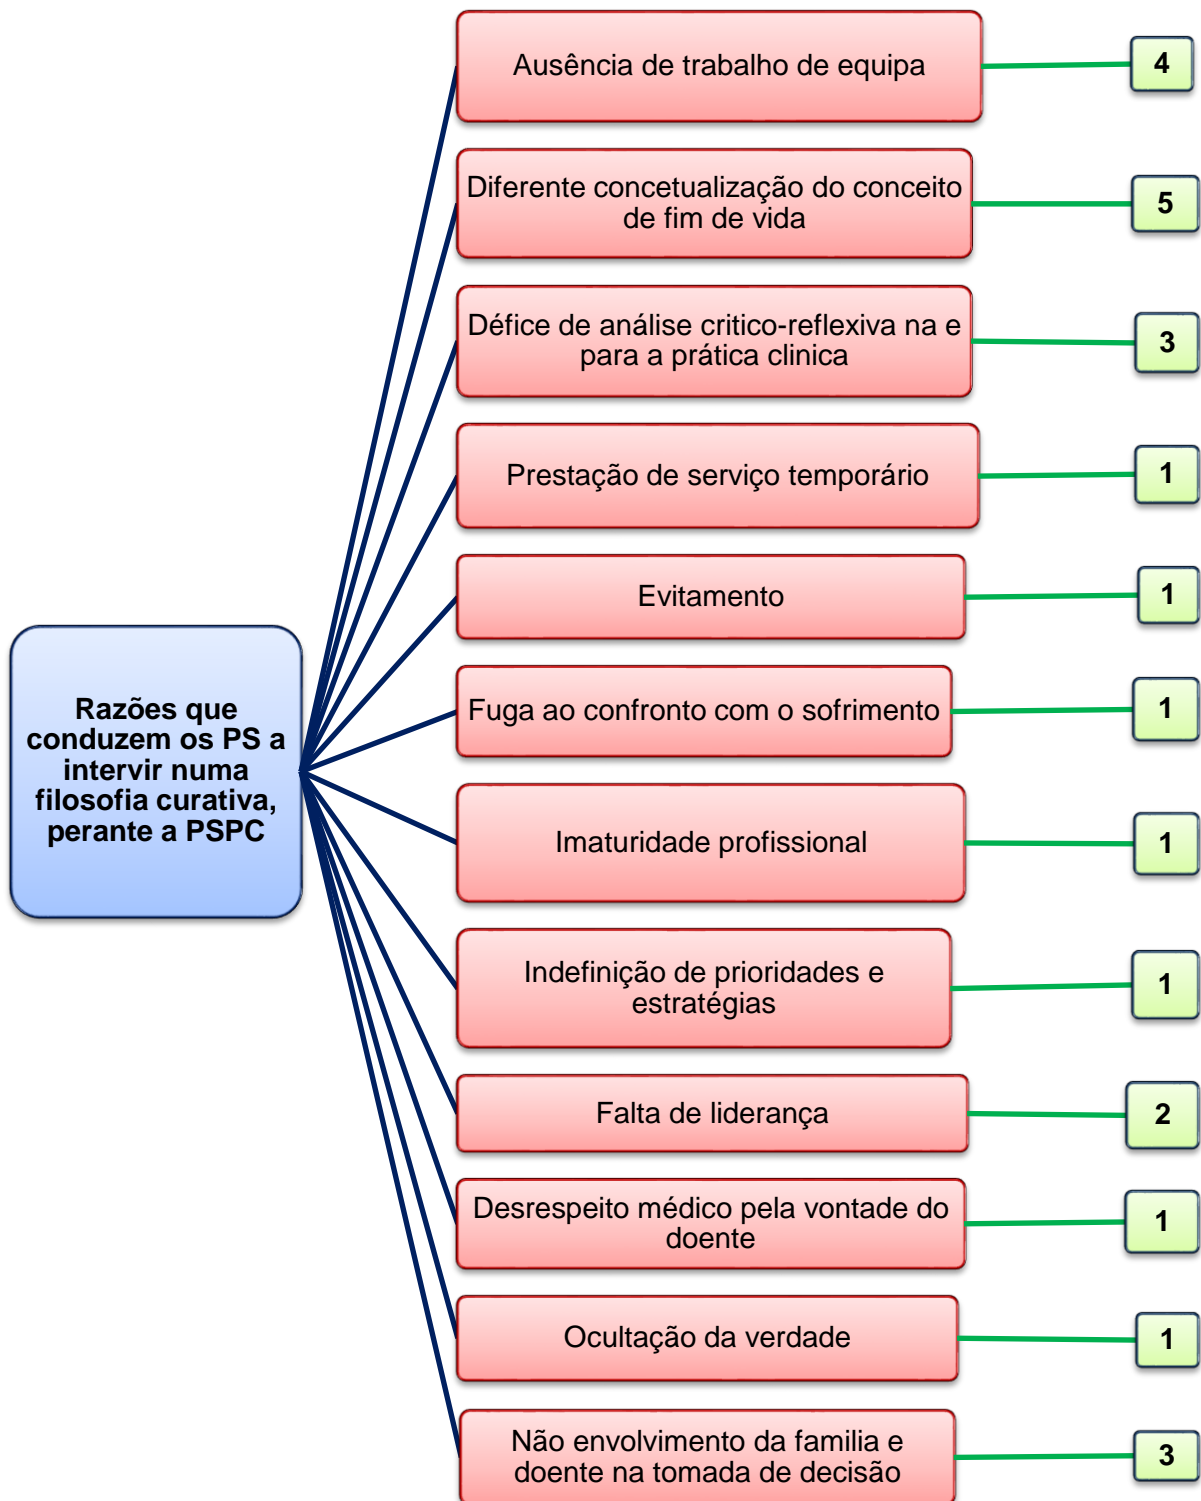 Ausência de trabalho de equipa
4
Diferente concetualização do conceito
de fim de vida
5
Défice de análise critico-reflexiva na e
para a prática clinica
3
Prestação de serviço temporário
1
Evitamento
1
Razões que
conduzem os PS a
intervir numa
filosofia curativa,
perante a PSPC
Fuga ao confronto com o sofrimento
1
Imaturidade profissional
1
Indefinição de prioridades e
estratégias
1
Falta de liderança
2
Desrespeito médico pela vontade do
doente
1
Ocultação da verdade
1
Não envolvimento da familia e
doente na tomada de decisão
3